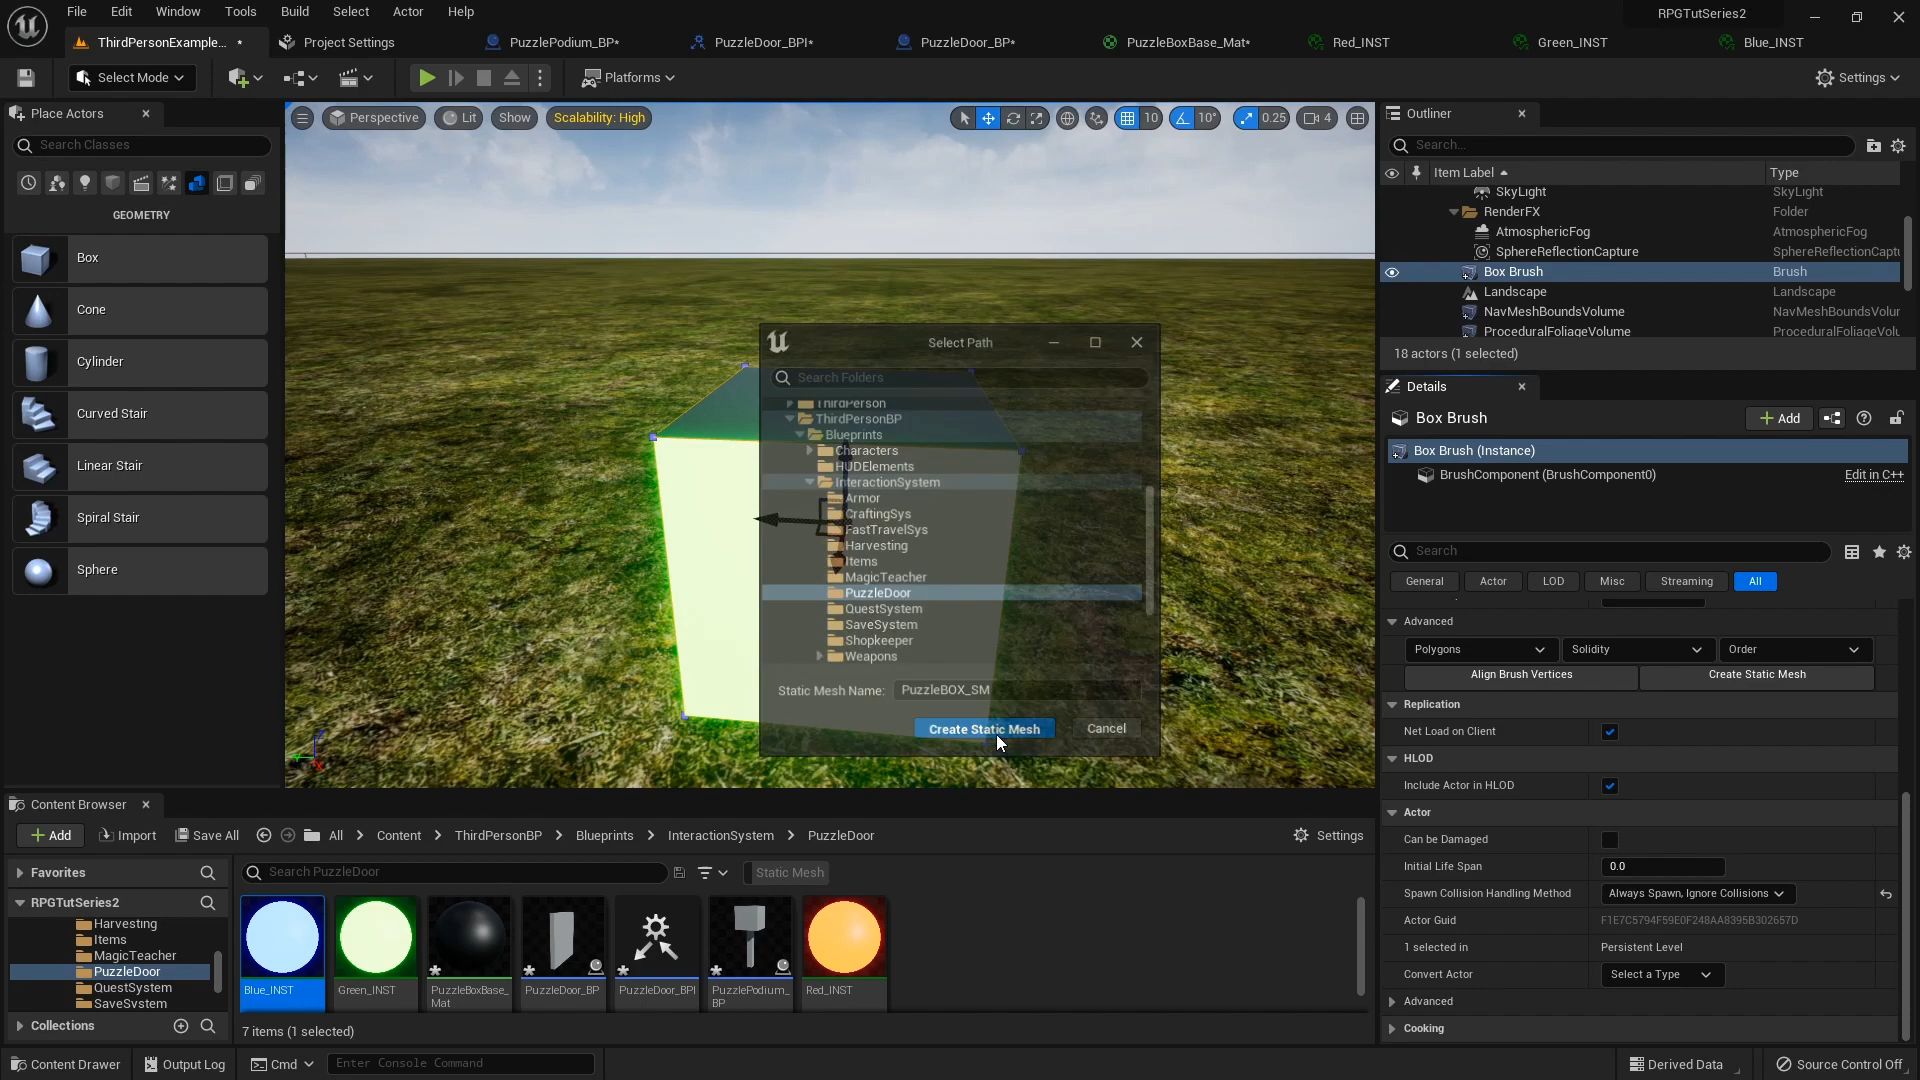 File Edit Window Tools Build Select Actor Help
RPGTutSeries2
ThirdPersonExample... * Project Settings PuzzlePodium_BP* PuzzleDoor_BPI* PuzzleDoor_BP* PuzzleBoxBase_Mat* Red_INST Green_INST Blue_INST
Select Mode Platforms Settings
Place Actors
Search Classes
GEOMETRY
Box
Cone
Cylinder
Curved Stair
Linear Stair
Spiral Stair
Sphere
Perspective Lit Show Scalability: High 10 10° 0.25 4
Select Path
Search Folders
ThirdPerson
ThirdPersonBP
Blueprints
Characters
HUDElements
InteractionSystem
Armor
CraftingSys
FastTravelSys
Harvesting
Items
MagicTeacher
PuzzleDoor
QuestSystem
SaveSystem
Shopkeeper
Weapons
Static Mesh Name: PuzzleBOX_SM
Create Static Mesh Cancel
Outliner
Search...
Item Label Type
SkyLight SkyLight
RenderFX Folder
AtmosphericFog AtmosphericFog
SphereReflectionCapture SphereReflectionCaptu
Box Brush Brush
Landscape Landscape
NavMeshBoundsVolume NavMeshBoundsVolur
ProceduralFoliageVolume ProceduralFoliageVolu
18 actors (1 selected)
Details
Box Brush Add
Box Brush (Instance)
BrushComponent (BrushComponent0) Edit in C++
Search
General Actor LOD Misc Streaming All
Advanced
Polygons Solidity Order
Align Brush Vertices Create Static Mesh
Replication
Net Load on Client
HLOD
Include Actor in HLOD
Actor
Can be Damaged
Initial Life Span 0.0
Spawn Collision Handling Method Always Spawn, Ignore Collisions
Actor Guid F1E7C5794F59E0F248AA8395B302657D
1 selected in Persistent Level
Convert Actor Select a Type
Advanced
Cooking
Content Browser
Add Import Save All All Content ThirdPersonBP Blueprints InteractionSystem PuzzleDoor Settings
Favorites
RPGTutSeries2
Harvesting
Items
MagicTeacher
PuzzleDoor
QuestSystem
SaveSystem
Collections
Search PuzzleDoor Static Mesh
Blue_INST Green_INST PuzzleBoxBase_ PuzzleDoor_BP PuzzleDoor_BPI PuzzlePodium_ Red_INST
Mat BP
7 items (1 selected)
Content Drawer Output Log Cmd Enter Console Command Derived Data Source Control Off